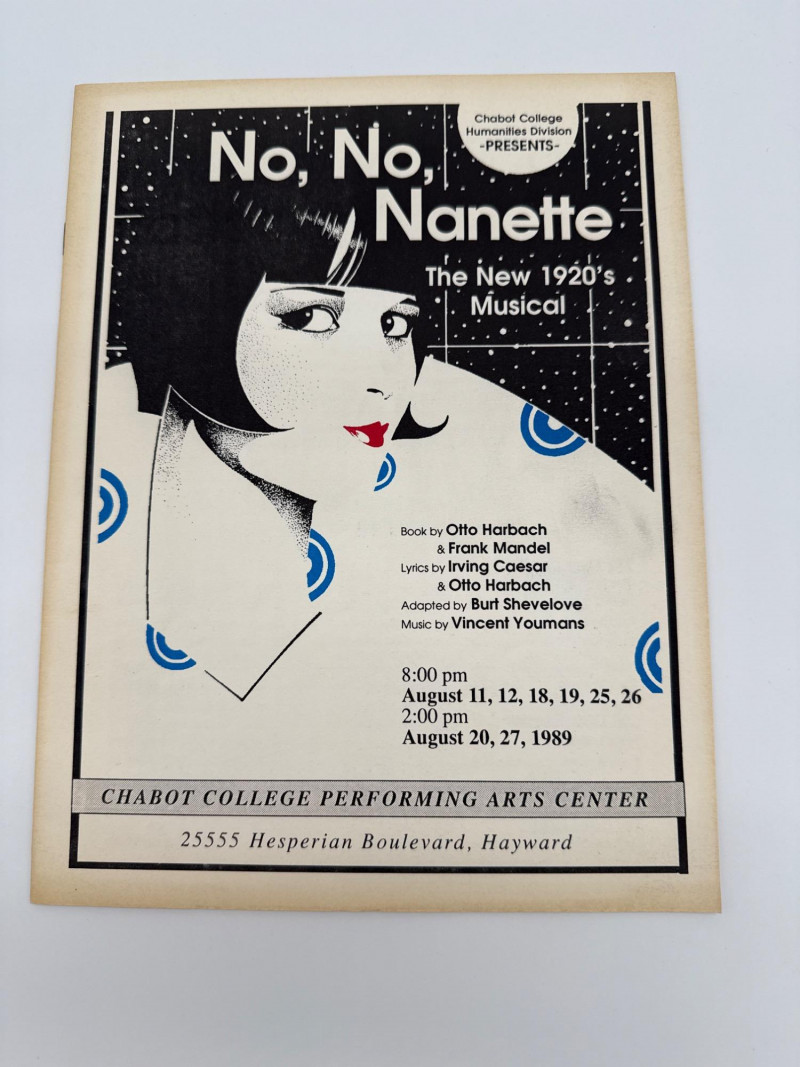 Chabot College
Humanities Division
-PRESENTS-
No, No,
Nanette
The New 1920's
Musical
Book by Otto Harbach
& Frank Mandel
Lyrics by Irving Caesar
& Otto Harbach
Adapted by Burt Shevelove
Music by Vincent Youmans
8:00 pm
August 11, 12, 18, 19, 25, 26
2:00 pm
August 20, 27, 1989
CHABOT COLLEGE PERFORMING ARTS CENTER
25555 Hesperian Boulevard, Hayward